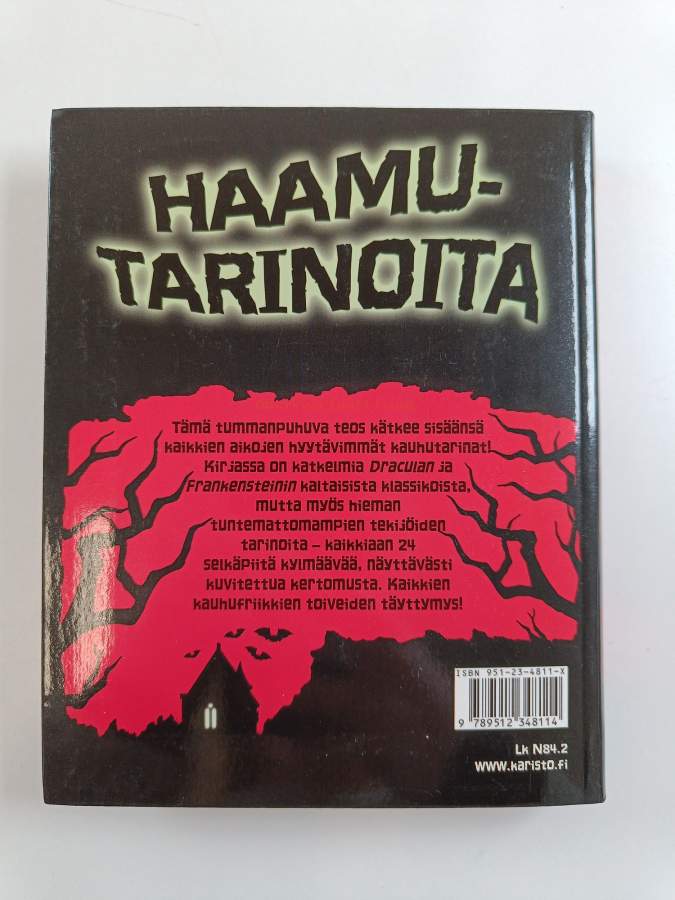 HAAMU-
TARINOITA
Tämä tummanpuhuva teos kätkee sisäänsä
kaikkien aikojen hyytävimmät kauhutarinat!
Kirjassa on katkelmia Draculan ja
Frankensteinin kaltaisista klassikoista,
mutta myös hieman
tuntemattomampien tekijöiden
tarinoita – kaikkiaan 24
selkäpiitä kylmäävää, näyttävästi
kuvitettua kertomusta. Kaikkien
kauhufriikkien toiveiden täyttymys!
ISBN 951-23-4811-X
9 789512 348114
Lk N84.2
www.karisto.fi